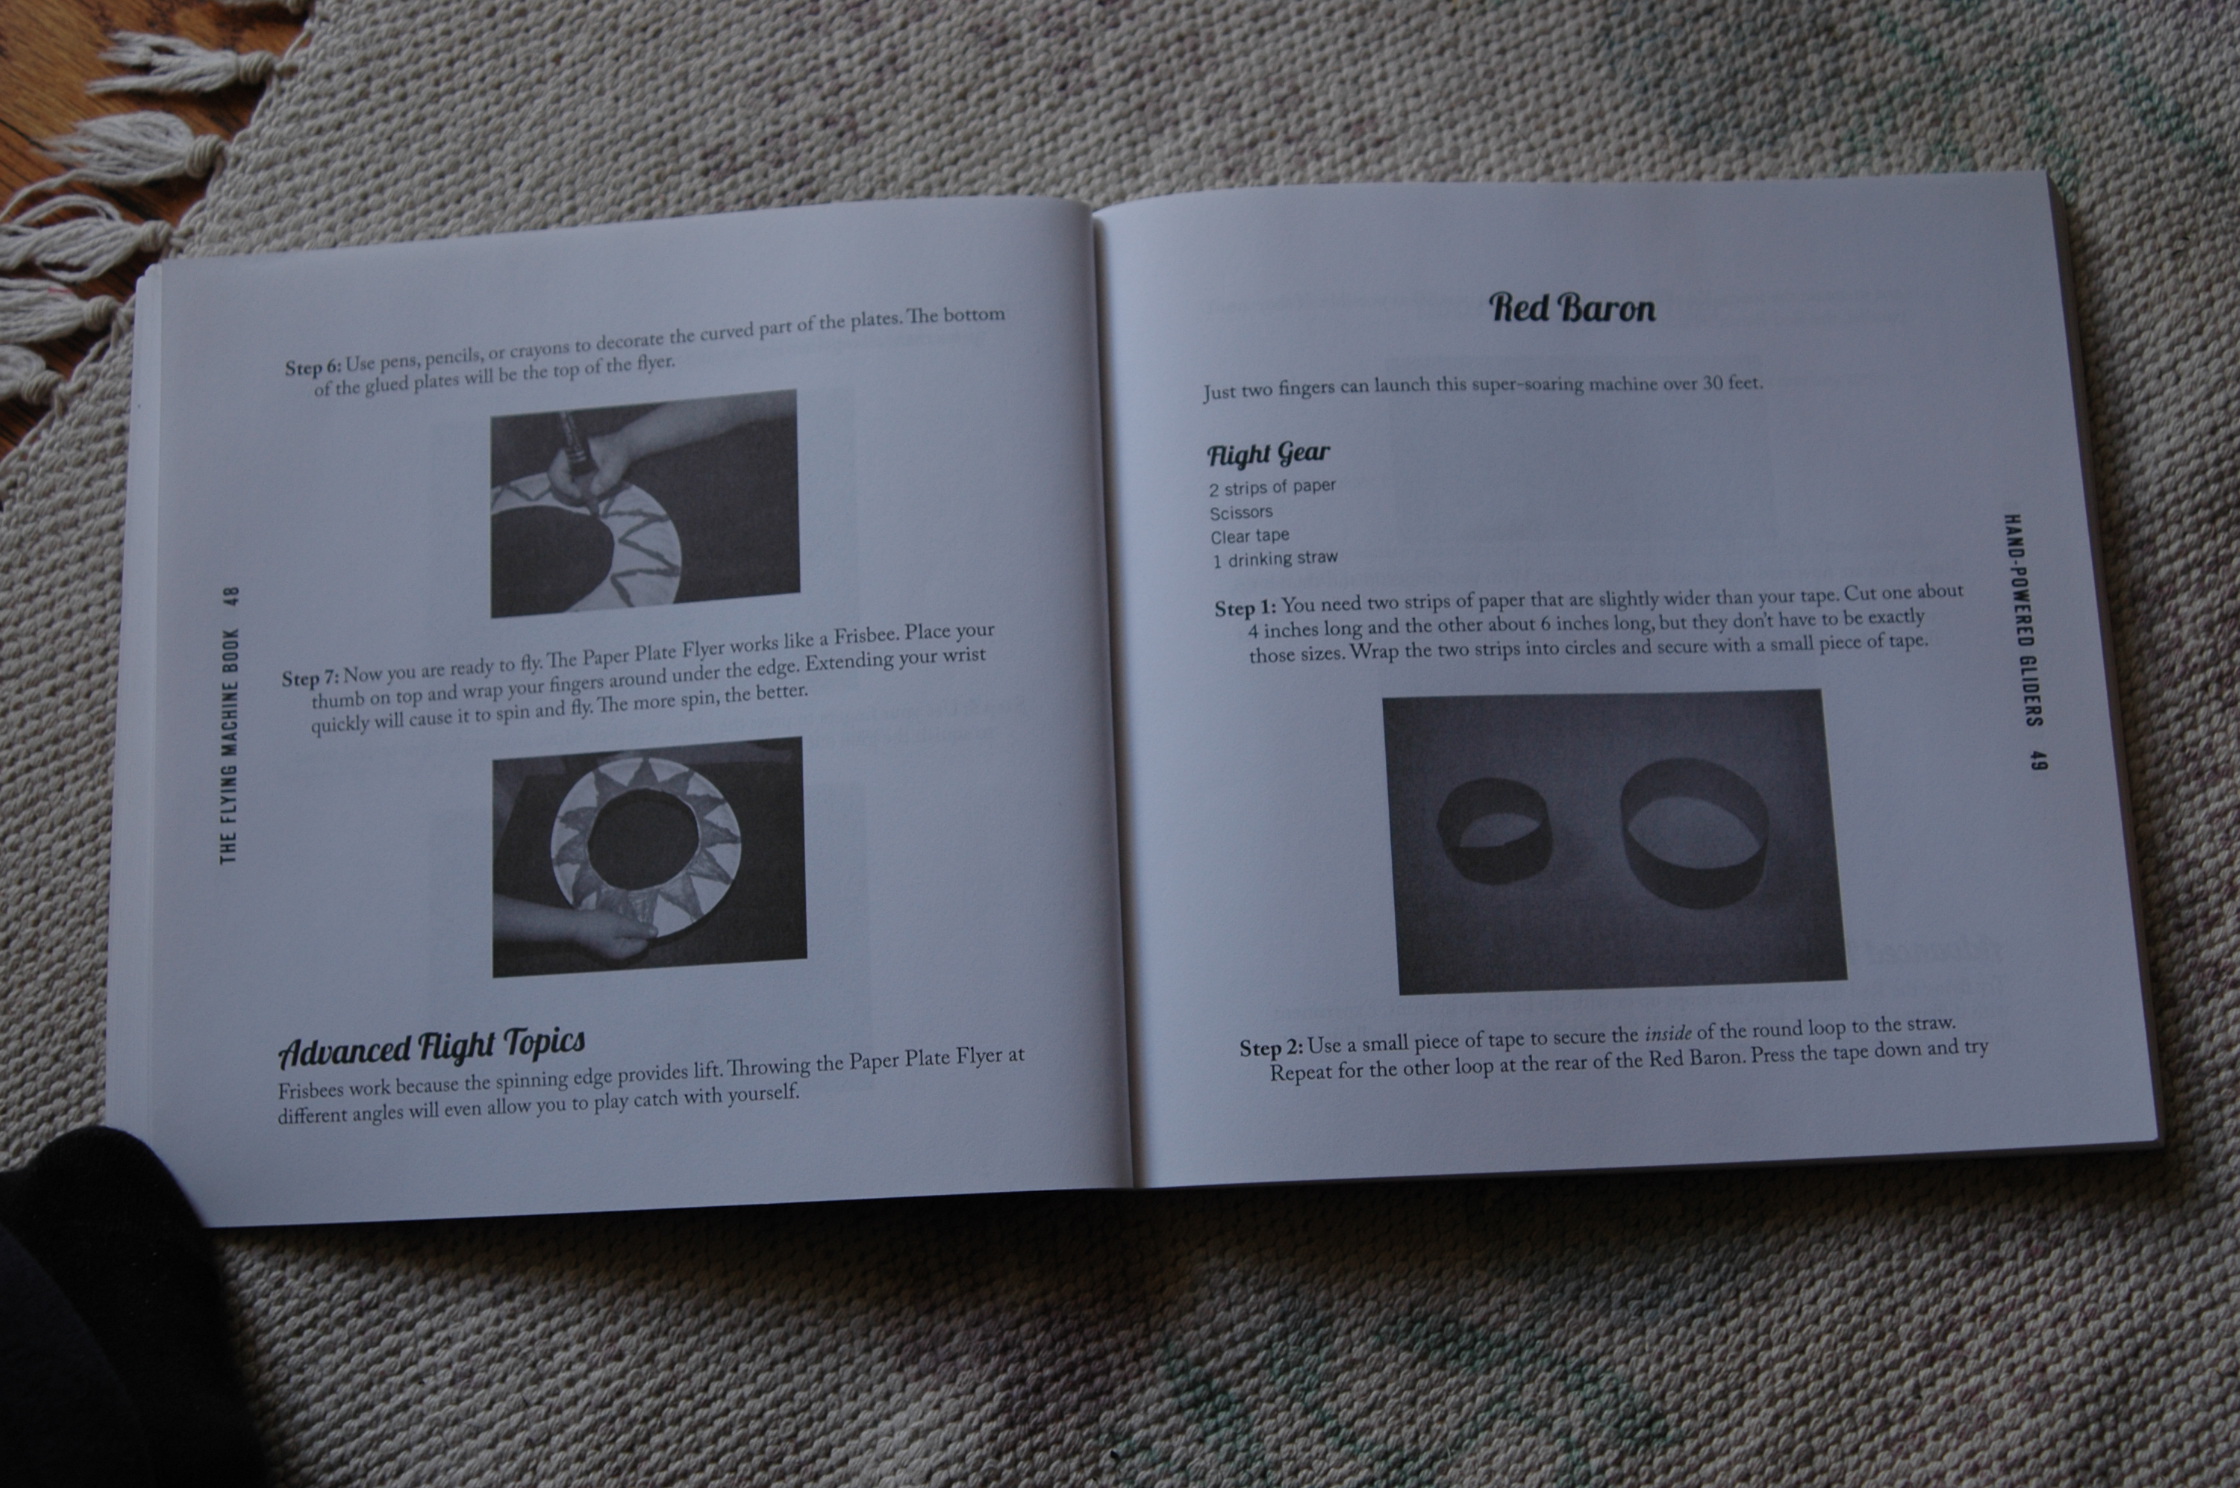 Step 6: Use pens, pencils, or crayons to decorate the curved part of the plates. The bottom
of the glued plates will be the top of the flyer.
Step 7: Now you are ready to fly. The Paper Plate Flyer works like a Frisbee. Place your
thumb on top and wrap your fingers around under the edge. Extending your wrist
quickly will cause it to spin and fly. The more spin, the better.
Advanced Flight Topics
Frisbees work because the spinning edge provides lift. Throwing the Paper Plate Flyer at
different angles will even allow you to play catch with yourself.
THE FLYING MACHINE BOOK 48
Red Baron
Just two fingers can launch this super-soaring machine over 30 feet.
Flight Gear
2 strips of paper
Scissors
Clear tape
1 drinking straw
Step 1: You need two strips of paper that are slightly wider than your tape. Cut one about
4 inches long and the other about 6 inches long, but they don't have to be exactly
those sizes. Wrap the two strips into circles and secure with a small piece of tape.
Step 2: Use a small piece of tape to secure the inside of the round loop to the straw.
Repeat for the other loop at the rear of the Red Baron. Press the tape down and try
HAND-POWERED GLIDERS 49